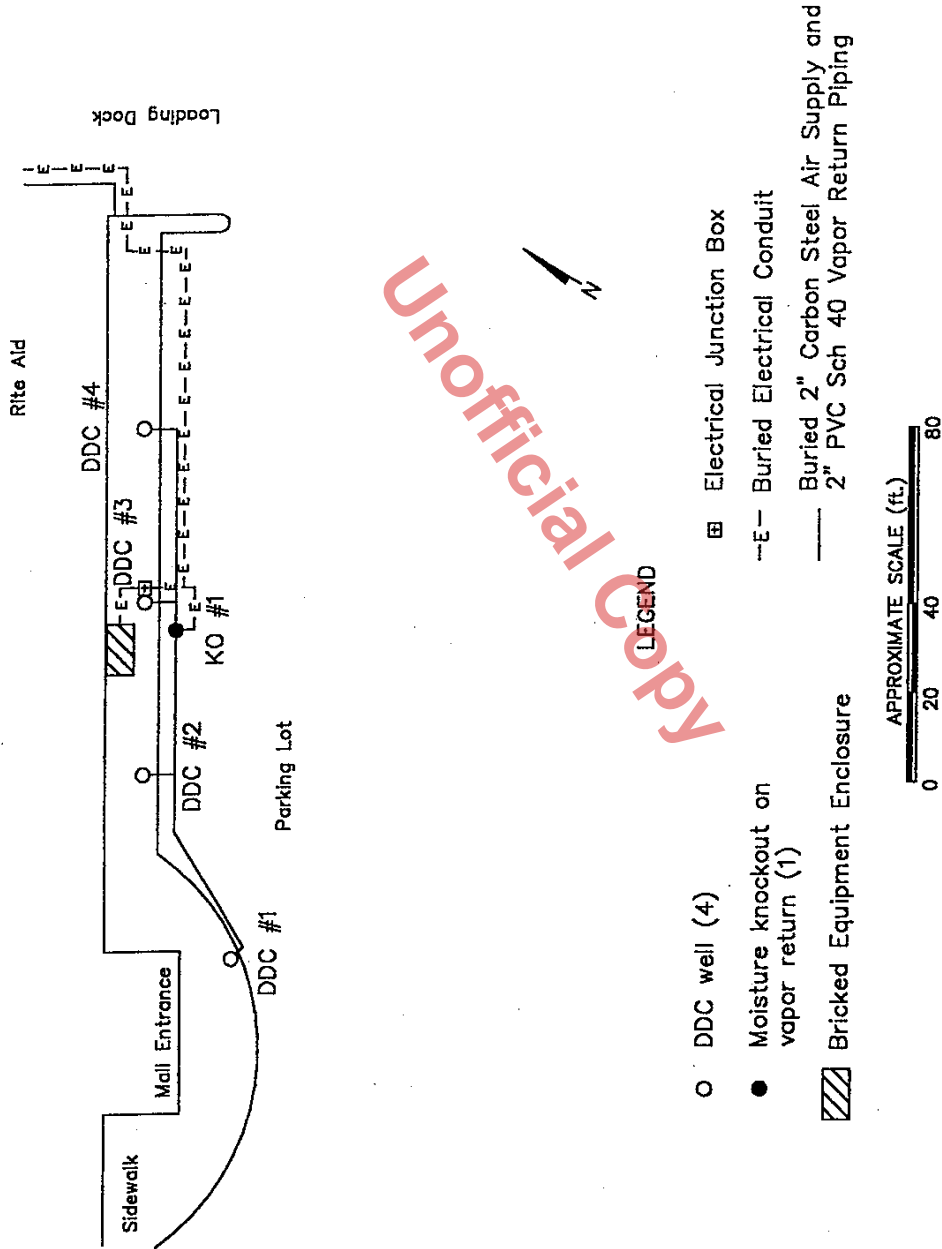 Rite Aid
Loading Dock
DDC #4
DDC #3
E
KO #1
DDC #2
Parking Lot
DDC #1
Mall Entrance
Sidewalk
N
Unofficial Copy
LEGEND
DDC well (4)
Moisture knockout on
vapor return (1)
Bricked Equipment Enclosure
Electrical Junction Box
--E-- Buried Electrical Conduit
Buried 2" Carbon Steel Air Supply and
2" PVC Sch 40 Vapor Return Piping
APPROXIMATE SCALE (ft.)
0 20 40 80